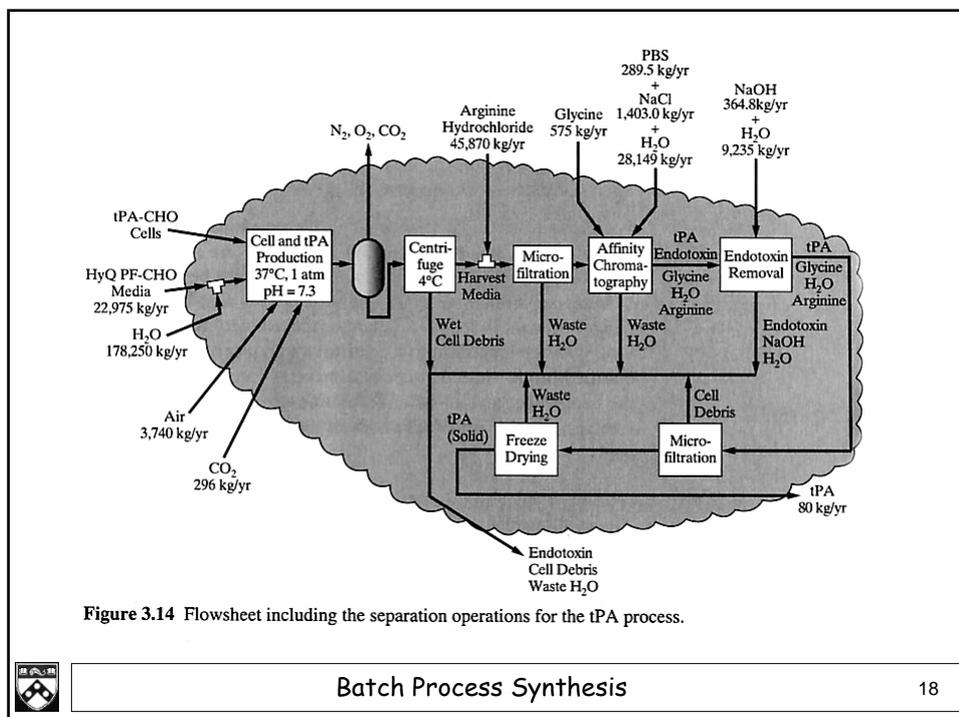 PBS
289.5 kg/yr
+
NaCl
1,403.0 kg/yr
+
H₂O
28,149 kg/yr
NaOH
364.8kg/yr
+
H₂O
9,235 kg/yr
Arginine
Hydrochloride
45,870 kg/yr
Glycine
575 kg/yr
N₂, O₂, CO₂
tPA-CHO
Cells
HyQ PF-CHO
Media
22,975 kg/yr
H₂O
178,250 kg/yr
Air
3,740 kg/yr
CO₂
296 kg/yr
Cell and tPA
Production
37°C, 1 atm
pH = 7.3
Centri-
fuge
4°C
Harvest
Media
Micro-
filtration
Affinity
Chroma-
tography
tPA
Endotoxin
Glycine
H₂O
Arginine
Endotoxin
Removal
tPA
Glycine
H₂O
Arginine
Wet
Cell Debris
Waste
H₂O
Waste
H₂O
Endotoxin
NaOH
H₂O
Waste
H₂O
Cell
Debris
tPA
(Solid)
Freeze
Drying
Micro-
filtration
tPA
80 kg/yr
Endotoxin
Cell Debris
Waste H₂O
Figure 3.14 Flowsheet including the separation operations for the tPA process.
Batch Process Synthesis
18